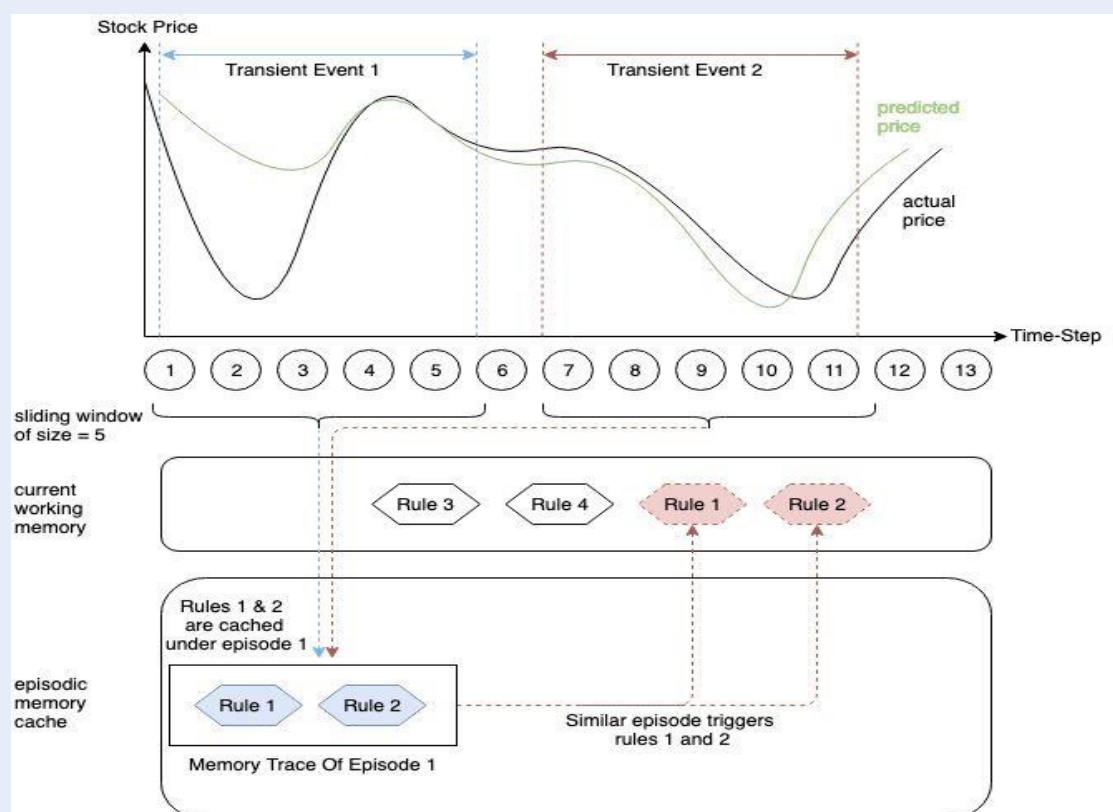 Stock Price
Transient Event 1
Transient Event 2
predicted
price
actual
price
Time-Step
1 2 3 4 5 6 7 8 9 10 11 12 13
sliding window
of size = 5
current
working
memory
Rule 3
Rule 4
Rule 1
Rule 2
Rules 1 & 2
are cached
under episode 1
episodic
memory
cache
Rule 1
Rule 2
Similar episode triggers
rules 1 and 2
Memory Trace Of Episode 1